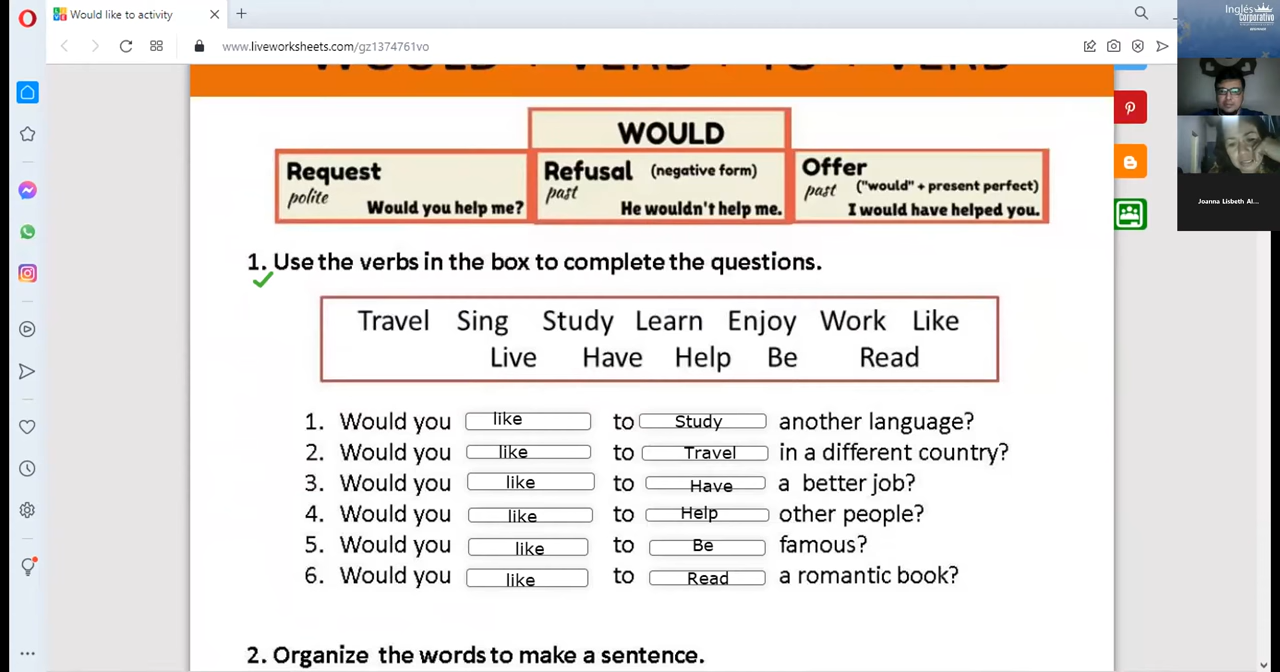 Would like to activity
www.liveworksheets.com/gz1374761vo
Inglés
Corporativo
WOULD + VERB + TO + VERB
WOULD
Request
polite
Would you help me?
Refusal (negative form)
past
He wouldn't help me.
Offer
past ("would" + present perfect)
I would have helped you.
Joanna Lisbeth Al...
1. Use the verbs in the box to complete the questions.
Travel Sing Study Learn Enjoy Work Like
Live Have Help Be Read
1. Would you like to Study another language?
2. Would you like to Travel in a different country?
3. Would you like to Have a better job?
4. Would you like to Help other people?
5. Would you like to Be famous?
6. Would you like to Read a romantic book?
2. Organize the words to make a sentence.